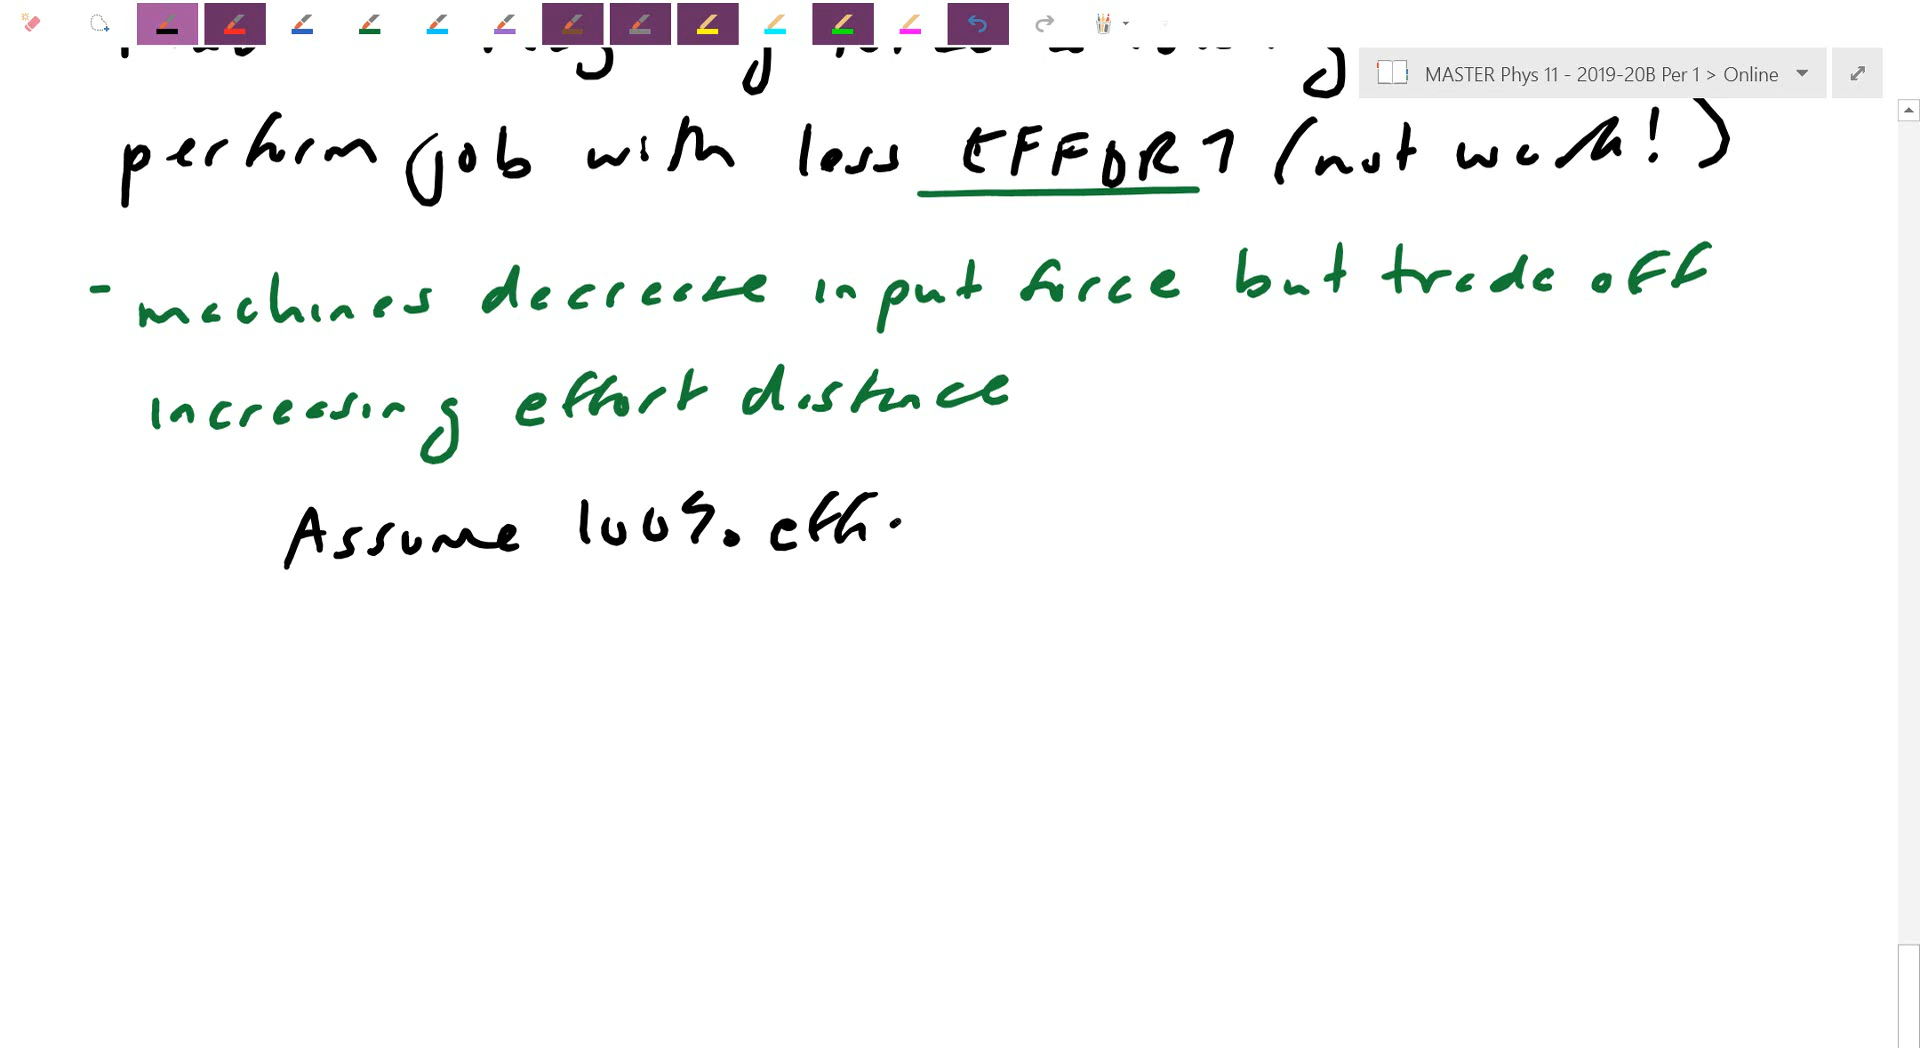 MASTER Phys 11 - 2019-20B Per 1 > Online
perform job with less EFFORT (not work!)
- machines decrease input force but trade off
increasing effort distance
Assume 100% eff.